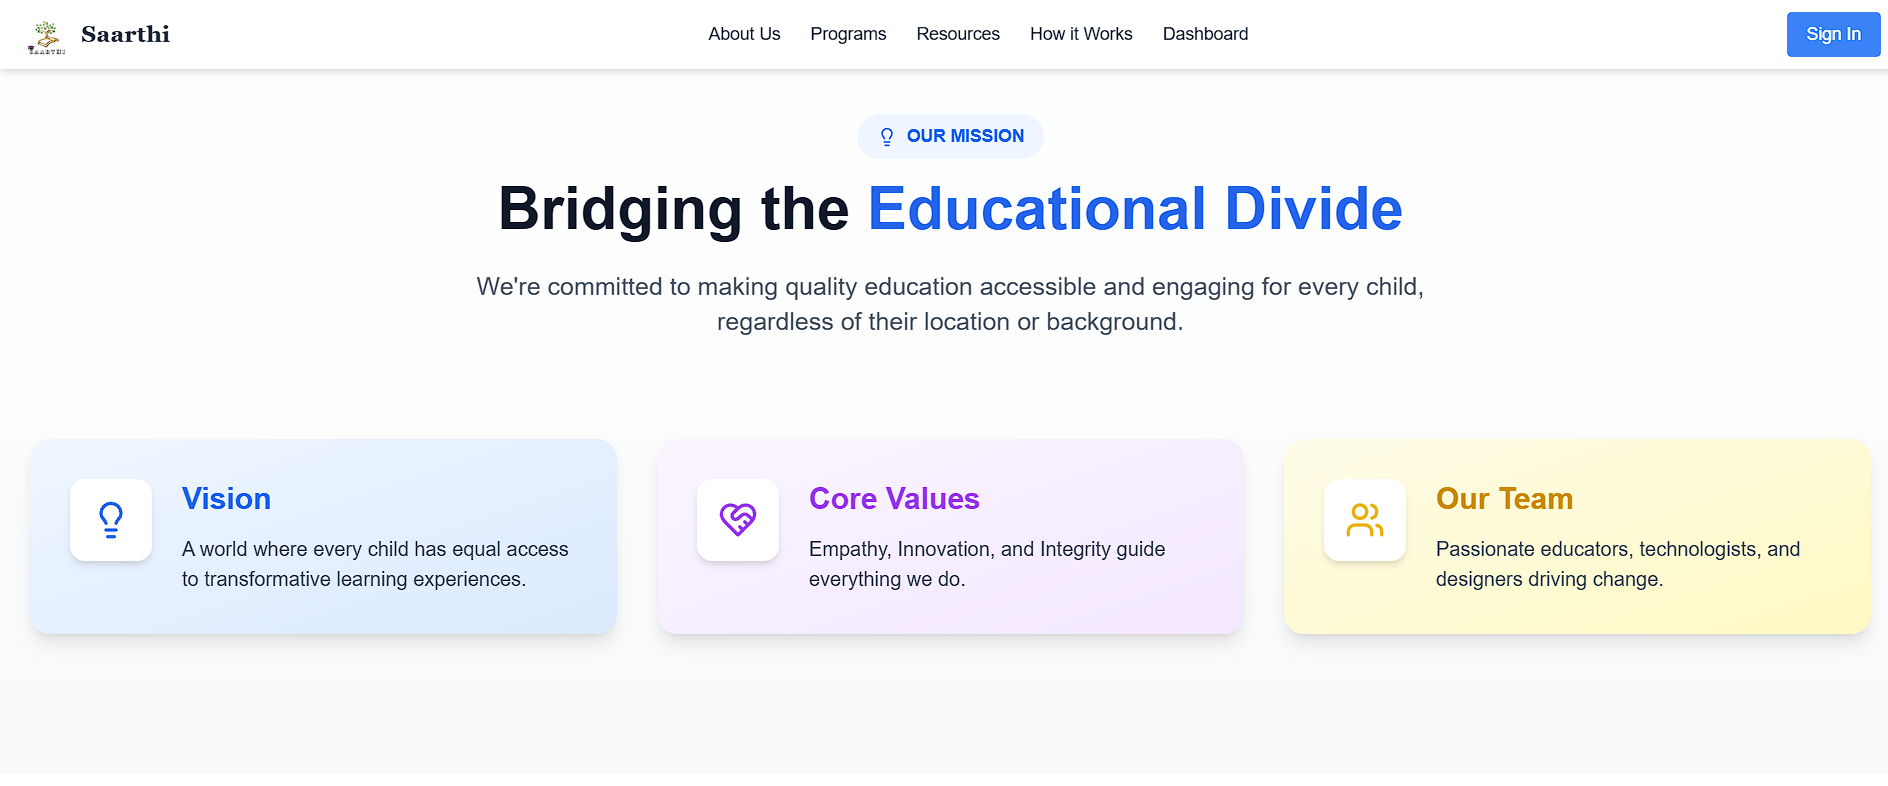 SAARTHI
Saarthi
About Us
Programs
Resources
How it Works
Dashboard
Sign In
OUR MISSION
Bridging the Educational Divide
We're committed to making quality education accessible and engaging for every child,
regardless of their location or background.
Vision
A world where every child has equal access
to transformative learning experiences.
Core Values
Empathy, Innovation, and Integrity guide
everything we do.
Our Team
Passionate educators, technologists, and
designers driving change.